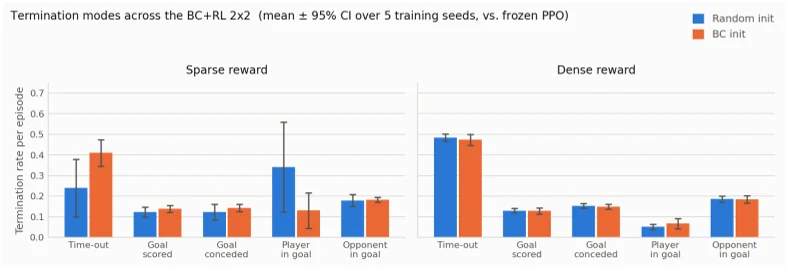 Termination modes across the BC+RL 2x2 (mean ± 95% CI over 5 training seeds, vs. frozen PPO)
Random init
BC init
Sparse reward
Dense reward
Termination rate per episode
0.7
0.6
0.5
0.4
0.3
0.2
0.1
0.0
Time-out
Goal
scored
Goal
conceded
Player
in goal
Opponent
in goal
Time-out
Goal
scored
Goal
conceded
Player
in goal
Opponent
in goal